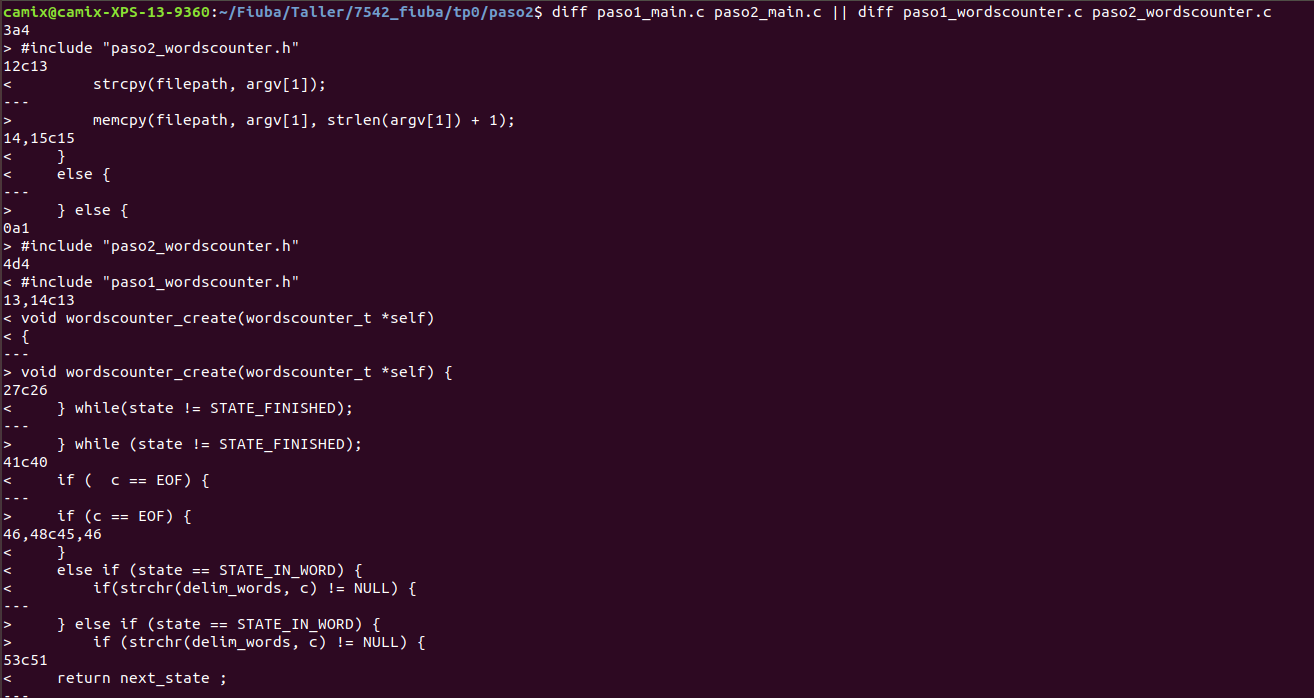 camix@camix-XPS-13-9360:~/Fiuba/Taller/7542_fiuba/tp0/paso2$ diff paso1_main.c paso2_main.c || diff paso1_wordscounter.c paso2_wordscounter.c
3a4
> #include "paso2_wordscounter.h"
12c13
<         strcpy(filepath, argv[1]);
---
>         memcpy(filepath, argv[1], strlen(argv[1]) + 1);
14,15c15
<     }
<     else {
---
>     } else {
0a1
> #include "paso2_wordscounter.h"
4d4
< #include "paso1_wordscounter.h"
13,14c13
< void wordscounter_create(wordscounter_t *self)
< {
---
> void wordscounter_create(wordscounter_t *self) {
27c26
<     } while(state != STATE_FINISHED);
---
>     } while (state != STATE_FINISHED);
41c40
<     if (  c == EOF) {
---
>     if (c == EOF) {
46,48c45,46
<     }
<     else if (state == STATE_IN_WORD) {
<         if(strchr(delim_words, c) != NULL) {
---
>     } else if (state == STATE_IN_WORD) {
>         if (strchr(delim_words, c) != NULL) {
53c51
<     return next_state ;
---